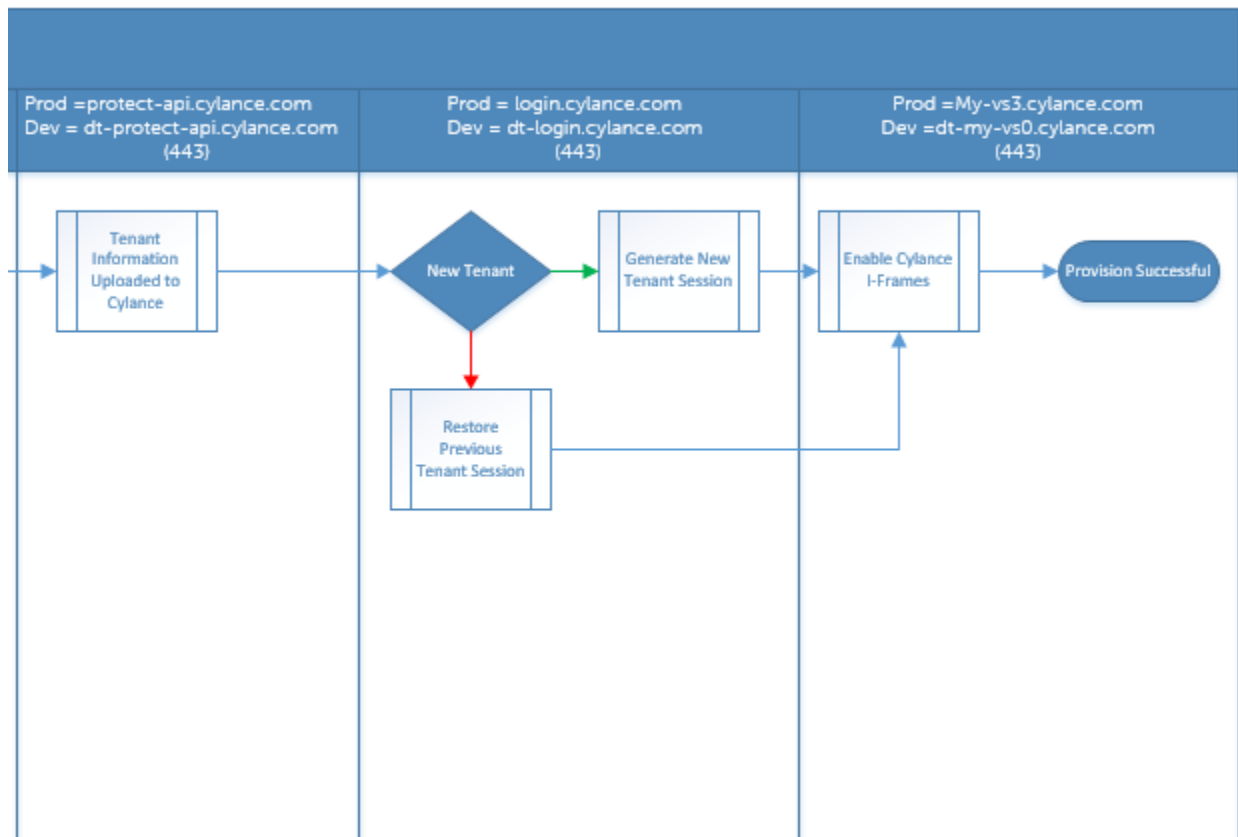 Prod =protect-api.cylance.com
Dev = dt-protect-api.cylance.com
(443)
Prod = login.cylance.com
Dev = dt-login.cylance.com
(443)
Prod =My-vs3.cylance.com
Dev =dt-my-vs0.cylance.com
(443)
Tenant
Information
Uploaded to
Cylance
New Tenant
Generate New
Tenant Session
Enable Cylance
I-Frames
Provision Successful
Restore
Previous
Tenant Session